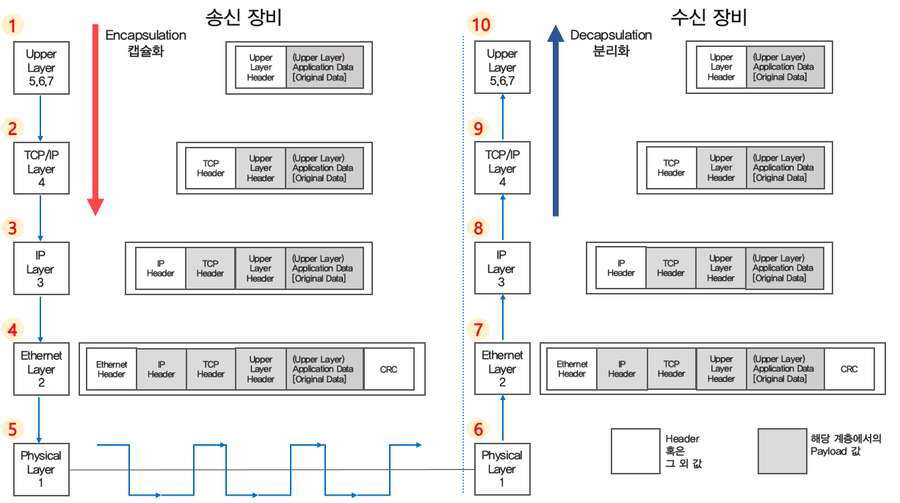 송신 장비
수신 장비
1
Encapsulation
캡슐화
Upper
Layer
5,6,7
Upper
Layer
Header
(Upper Layer)
Application Data
[Original Data]
2
TCP/IP
Layer
4
TCP
Header
Upper
Layer
Header
(Upper Layer)
Application Data
[Original Data]
3
IP
Layer
3
IP
Header
TCP
Header
Upper
Layer
Header
(Upper Layer)
Application Data
[Original Data]
4
Ethernet
Layer
2
Ethernet
Header
IP
Header
TCP
Header
Upper
Layer
Header
(Upper Layer)
Application Data
[Original Data]
CRC
5
Physical
Layer
1
10
Decapsulation
분리화
Upper
Layer
5,6,7
Upper
Layer
Header
(Upper Layer)
Application Data
[Original Data]
9
TCP/IP
Layer
4
TCP
Header
Upper
Layer
Header
(Upper Layer)
Application Data
[Original Data]
8
IP
Layer
3
IP
Header
TCP
Header
Upper
Layer
Header
(Upper Layer)
Application Data
[Original Data]
7
Ethernet
Layer
2
Ethernet
Header
IP
Header
TCP
Header
Upper
Layer
Header
(Upper Layer)
Application Data
[Original Data]
CRC
6
Physical
Layer
1
Header
혹은
그 외 값
해당 계층에서의
Payload 값